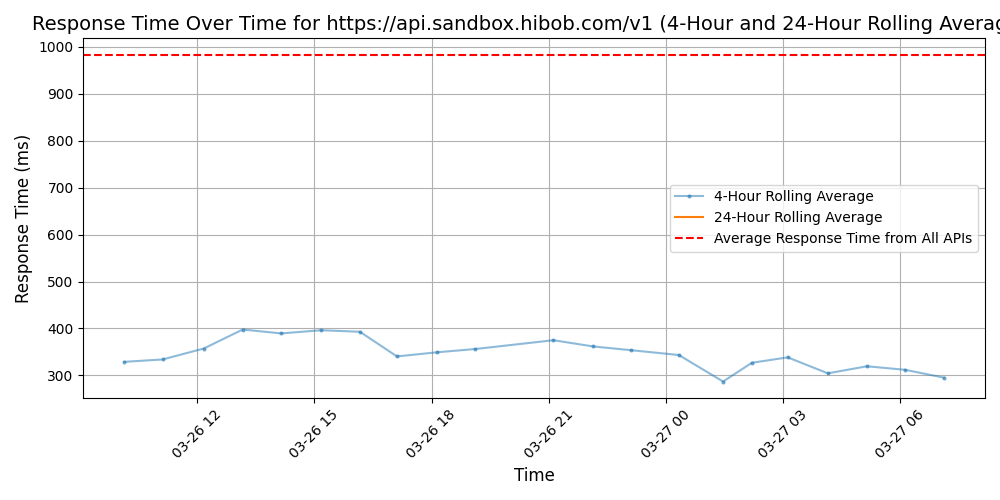 Response Time Over Time for https://api.sandbox.hibob.com/v1 (4-Hour and 24-Hour Rolling Averag
Response Time (ms)
1000
900
800
700
600
500
400
300
4-Hour Rolling Average
24-Hour Rolling Average
Average Response Time from All APIs
03-26 12
03-26 15
03-26 18
03-26 21
03-27 00
03-27 03
03-27 06
Time